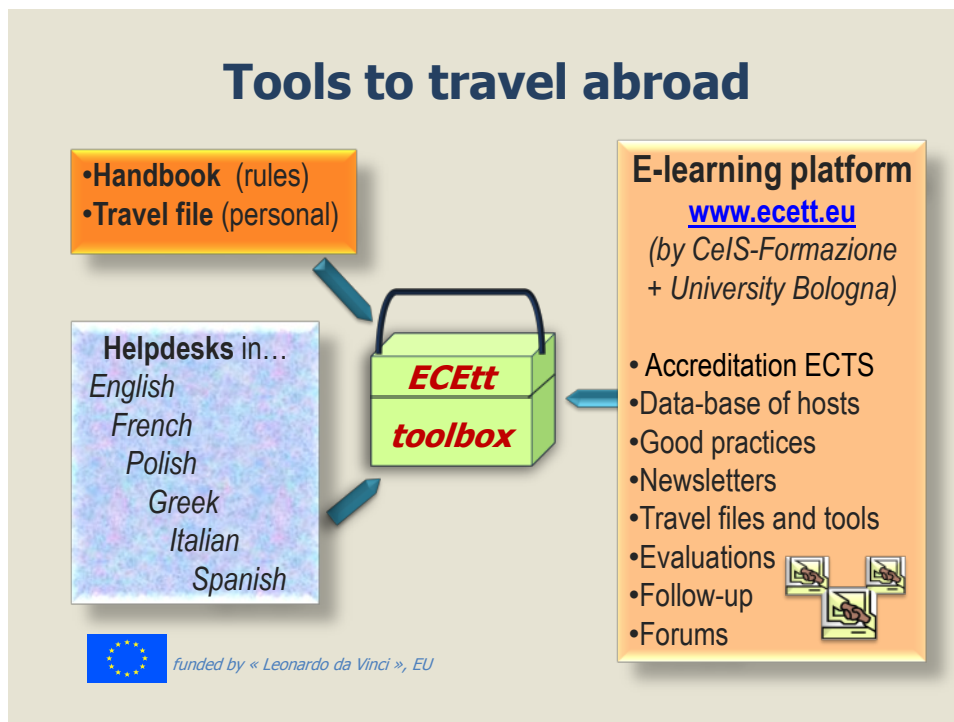 Tools to travel abroad
•Handbook (rules)
•Travel file (personal)
Helpdesks in…
English
French
Polish
Greek
Italian
Spanish
ECEtt
toolbox
E-learning platform
www.ecett.eu
(by CeIS-Formazione
+ University Bologna)
• Accreditation ECTS
•Data-base of hosts
•Good practices
•Newsletters
•Travel files and tools
•Evaluations
•Follow-up
•Forums
funded by « Leonardo da Vinci », EU